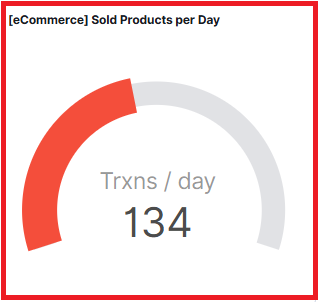 [eCommerce] Sold Products per Day
Trxns / day
134